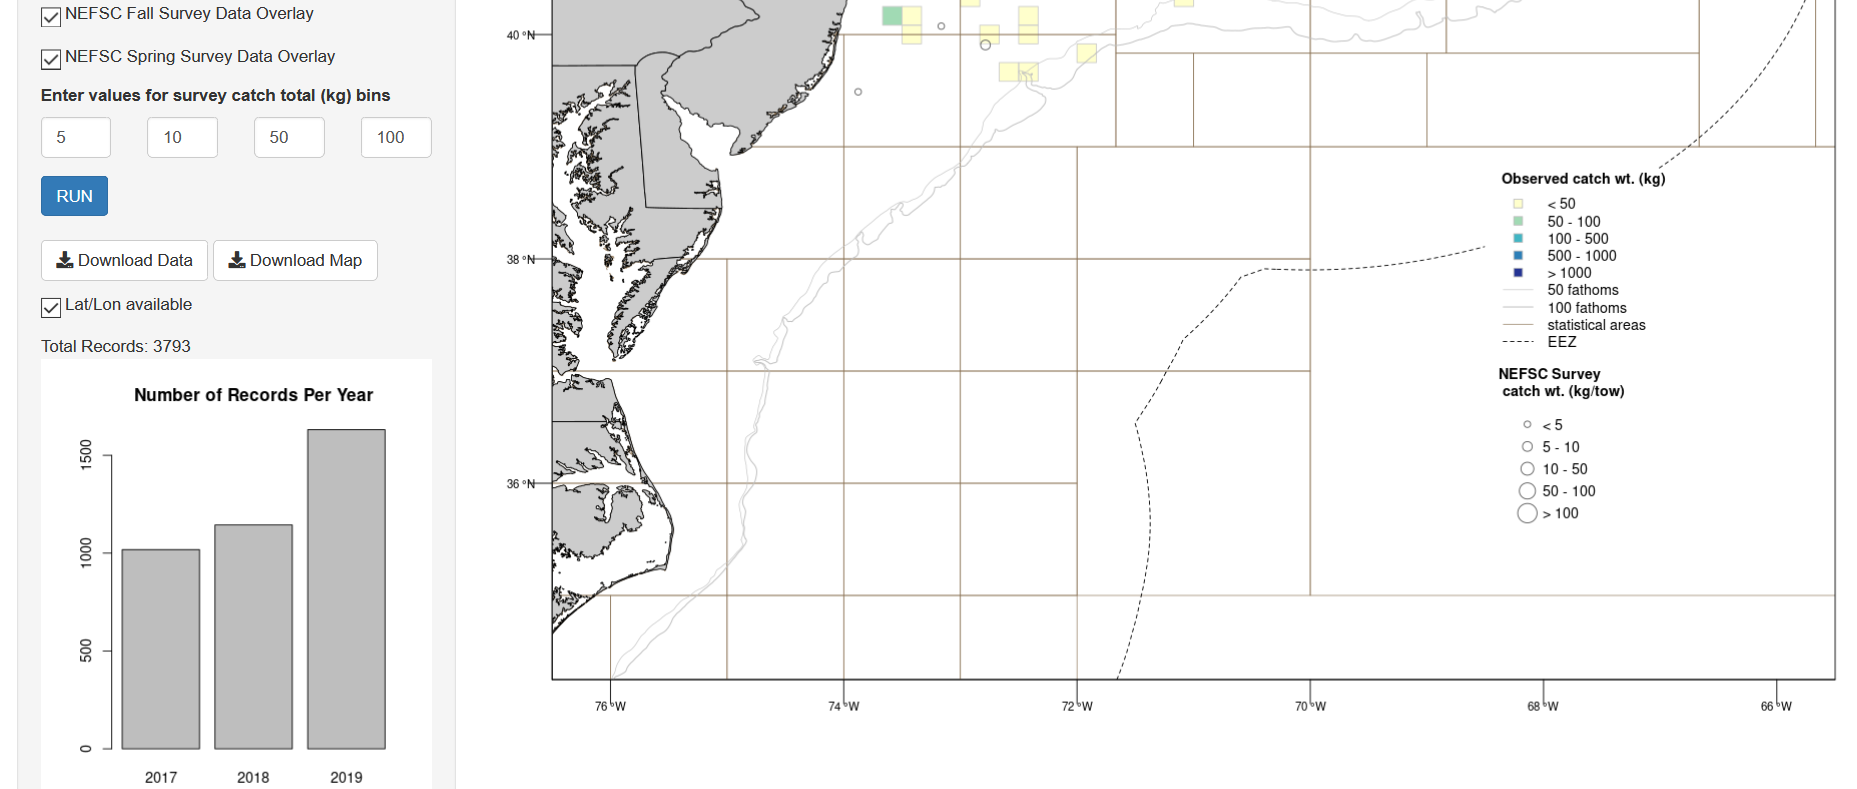 NEFSC Fall Survey Data Overlay
NEFSC Spring Survey Data Overlay
Enter values for survey catch total (kg) bins
5 10 50 100
RUN
Download Data Download Map
Lat/Lon available
Total Records: 3793
Number of Records Per Year
1500
1000
500
0
2017 2018 2019
40 °N
38 °N
36 °N
76 °W 74 °W 72 °W 70 °W 68 °W 66 °W
Observed catch wt. (kg)
< 50
50 - 100
100 - 500
500 - 1000
> 1000
50 fathoms
100 fathoms
statistical areas
EEZ
NEFSC Survey
catch wt. (kg/tow)
< 5
5 - 10
10 - 50
50 - 100
> 100